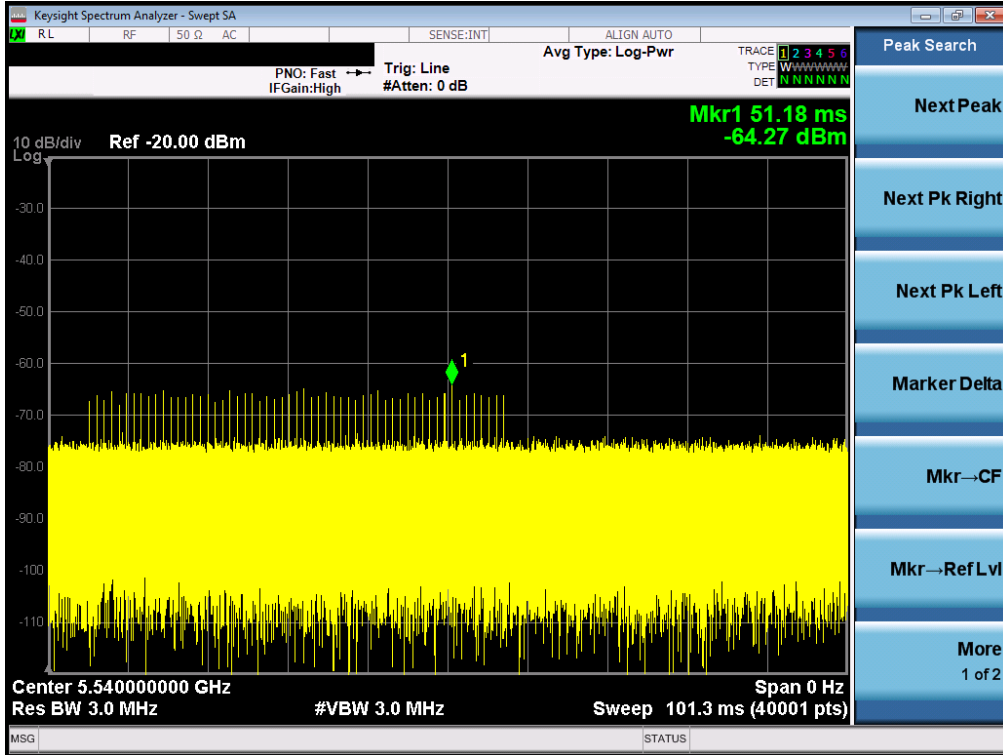 Keysight Spectrum Analyzer - Swept SA
LXI RL RF 50 Ω AC SENSE:INT ALIGN AUTO
Avg Type: Log-Pwr
TRACE 1 2 3 4 5 6
TYPE WWWWWW
DET N N N N N N
PNO: Fast
IFGain:High
Trig: Line
#Atten: 0 dB
Mkr1 51.18 ms
-64.27 dBm
10 dB/div Ref -20.00 dBm
Log
-30.0
-40.0
-50.0
-60.0
1
-70.0
-80.0
-90.0
-100
-110
Center 5.540000000 GHz Span 0 Hz
Res BW 3.0 MHz #VBW 3.0 MHz Sweep 101.3 ms (40001 pts)
MSG STATUS
Peak Search
Next Peak
Next Pk Right
Next Pk Left
Marker Delta
Mkr→CF
Mkr→Ref Lvl
More
1 of 2